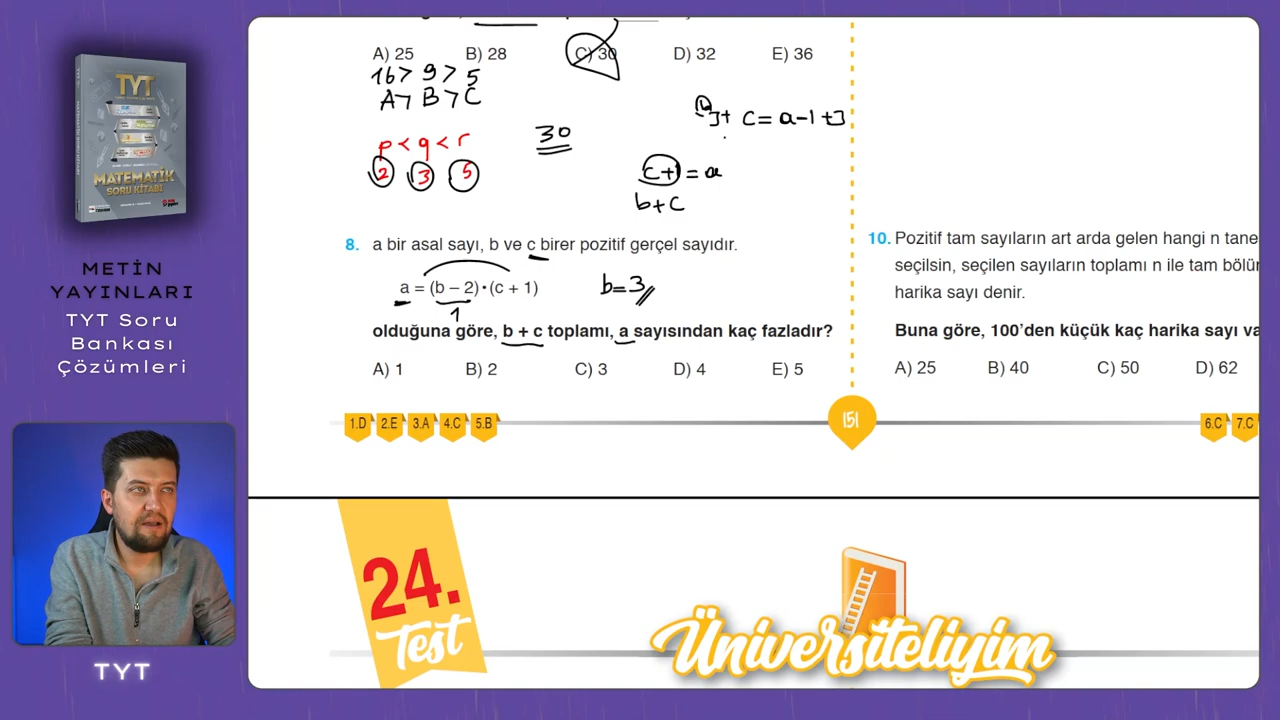 A) 25 B) 28 C) 30 D) 32 E) 36
16 > 9 > 5
A > B > C
p < q < r
2 3 5
30
3 + c = a - 1 + 3
c + 1 = a
b + c
8. a bir asal sayı, b ve c birer pozitif gerçel sayıdır.
a = (b – 2)·(c + 1)
1
b = 3
olduğuna göre, b + c toplamı, a sayısından kaç fazladır?
A) 1 B) 2 C) 3 D) 4 E) 5
10. Pozitif tam sayıların art arda gelen hangi n tane
seçilsin, seçilen sayıların toplamı n ile tam bölü
harika sayı denir.
Buna göre, 100'den küçük kaç harika sayı va
A) 25 B) 40 C) 50 D) 62
1.D 2.E 3.A 4.C 5.B
151
6.C 7.C
24.
Test
Üniversiteliyim
TYT
MATEMATİK
SORU KİTABI
METİN
YAYINLARI
TYT Soru
Bankası
Çözümleri
TYT